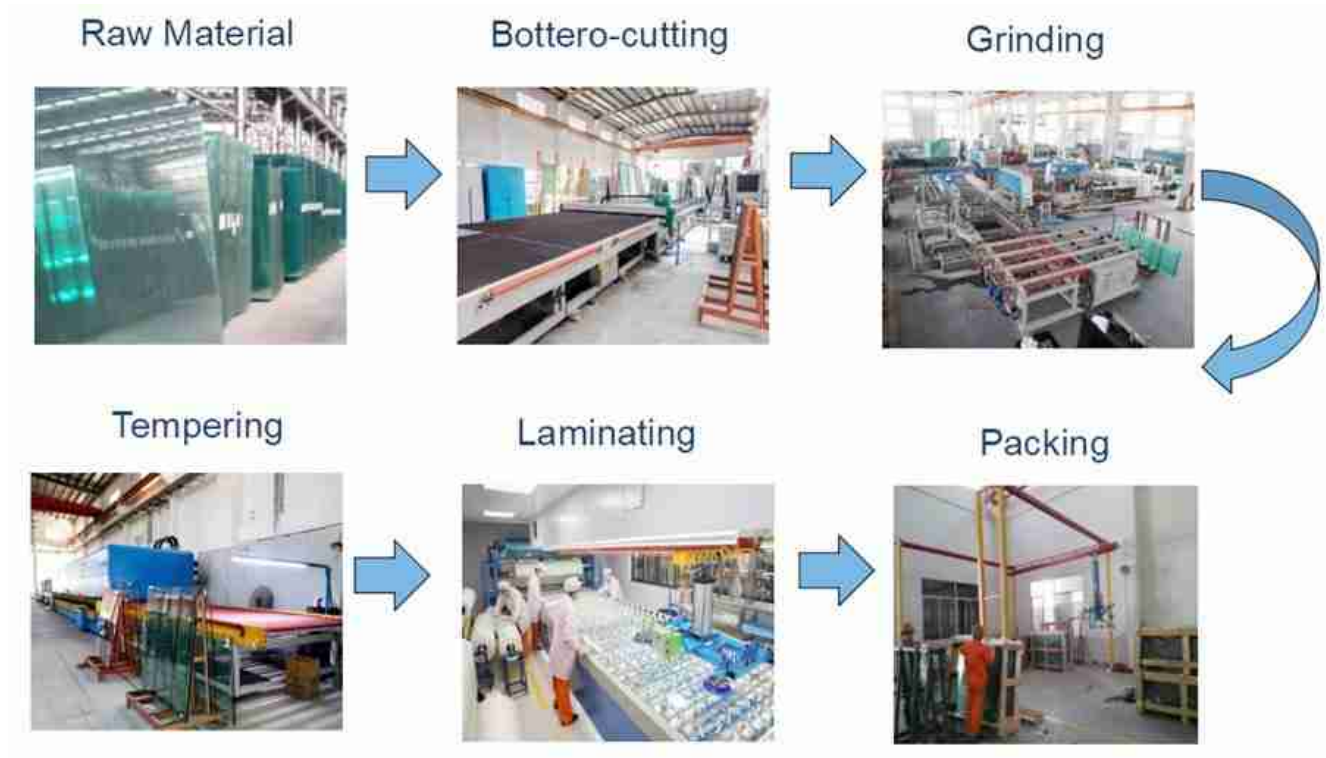 Raw Material
Bottero-cutting
Grinding
Tempering
Laminating
Packing